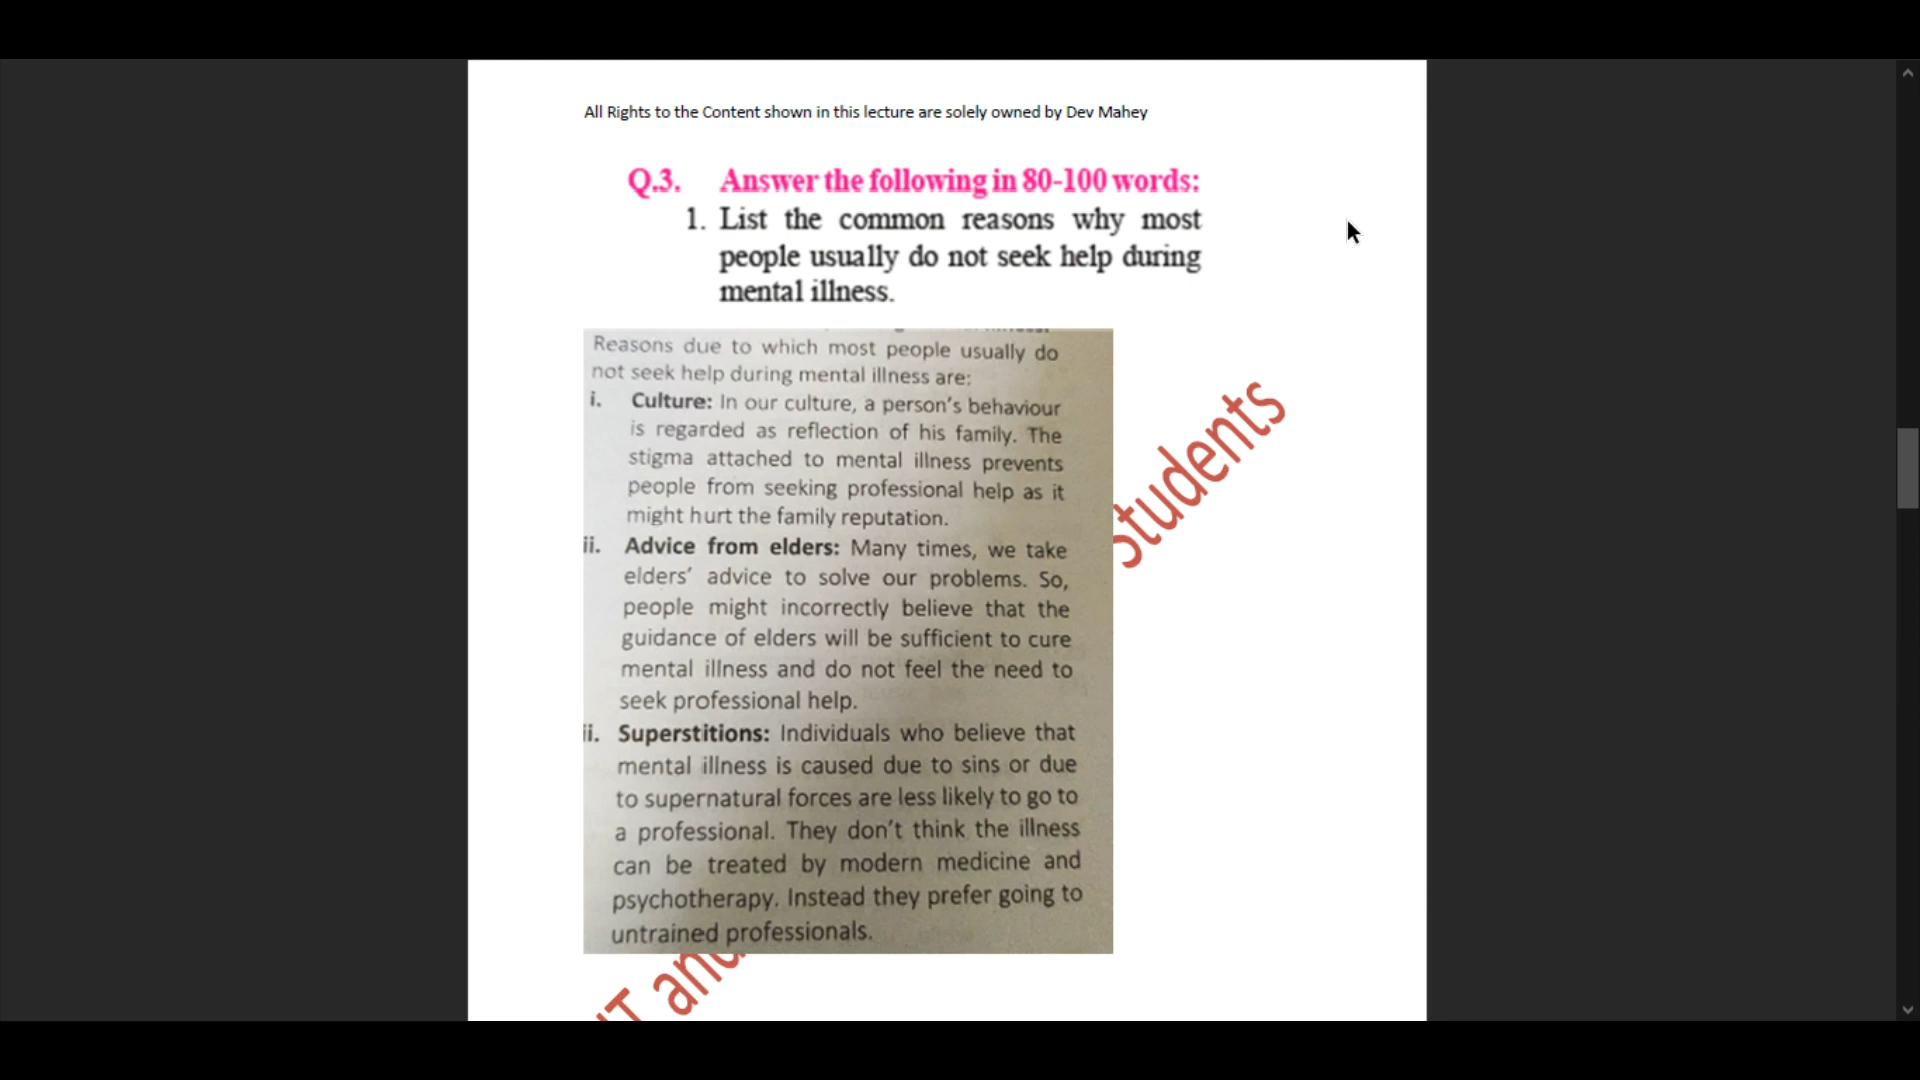 All Rights to the Content shown in this lecture are solely owned by Dev Mahey
Q.3. Answer the following in 80-100 words:
1. List the common reasons why most
people usually do not seek help during
mental illness.
Reasons due to which most people usually do
not seek help during mental illness are:
i. Culture: In our culture, a person's behaviour
is regarded as reflection of his family. The
stigma attached to mental illness prevents
people from seeking professional help as it
might hurt the family reputation.
ii. Advice from elders: Many times, we take
elders' advice to solve our problems. So,
people might incorrectly believe that the
guidance of elders will be sufficient to cure
mental illness and do not feel the need to
seek professional help.
ii. Superstitions: Individuals who believe that
mental illness is caused due to sins or due
to supernatural forces are less likely to go to
a professional. They don't think the illness
can be treated by modern medicine and
psychotherapy. Instead they prefer going to
untrained professionals.
T and
Students